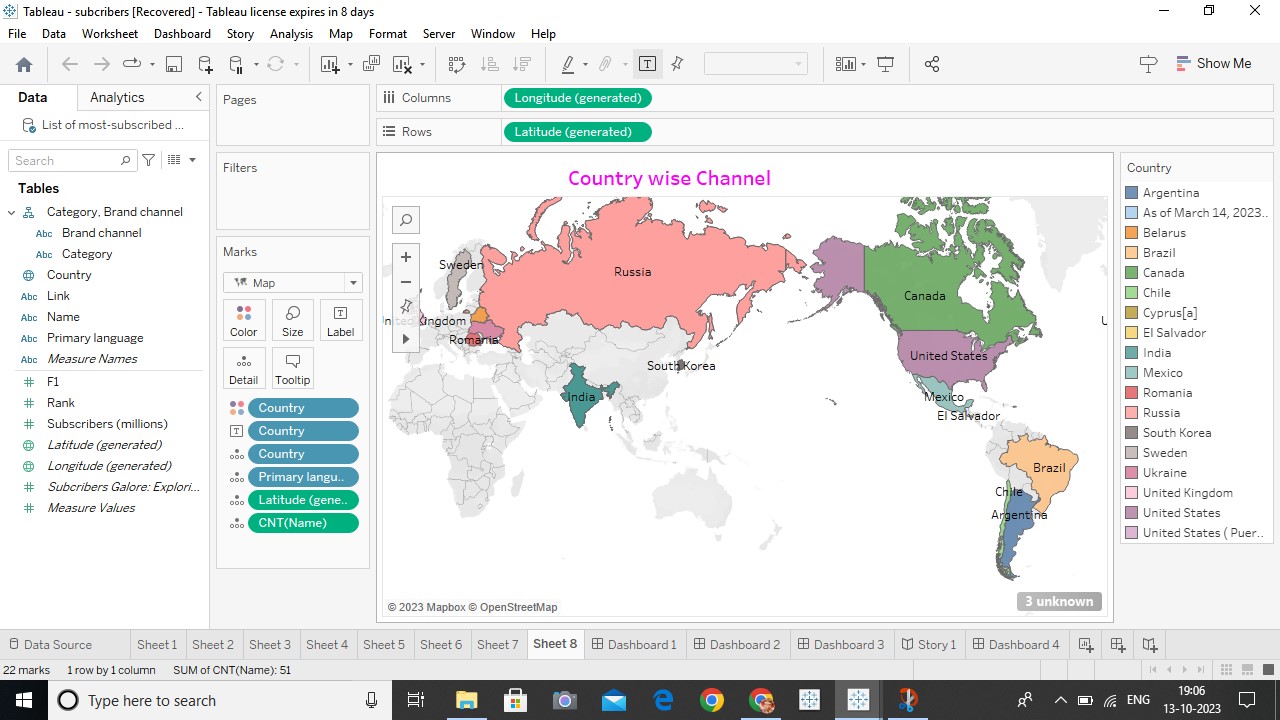 Tableau - subcribers [Recovered] - Tableau license expires in 8 days
File Data Worksheet Dashboard Story Analysis Map Format Server Window Help
Show Me
Data Analytics
Pages
Columns Longitude (generated)
List of most-subscribed ...
Rows Latitude (generated)
Search
Filters
Tables
Category, Brand channel
Abc Brand channel
Abc Category
Country
Abc Link
Abc Name
Abc Primary language
Abc Measure Names
F1
Rank
Subscribers (millions)
Latitude (generated)
Longitude (generated)
Subcribers Galore: Explori...
Measure Values
Marks
Map
Color Size Label
Detail Tooltip
Country
Country
Country
Primary langu..
Latitude (gene..
CNT(Name)
Country wise Channel
Sweden
Russia
Canada
Kingdom
Romania
United States
South Korea
India
Mexico
El Salvador
Brazil
Chile
Argentina
© 2023 Mapbox © OpenStreetMap
3 unknown
Country
Argentina
As of March 14, 2023..
Belarus
Brazil
Canada
Chile
Cyprus[a]
El Salvador
India
Mexico
Romania
Russia
South Korea
Sweden
Ukraine
United Kingdom
United States
United States ( Puer..
Data Source Sheet 1 Sheet 2 Sheet 3 Sheet 4 Sheet 5 Sheet 6 Sheet 7 Sheet 8 Dashboard 1 Dashboard 2 Dashboard 3 Story 1 Dashboard 4
22 marks 1 row by 1 column SUM of CNT(Name): 51
Type here to search
ENG
19:06
13-10-2023